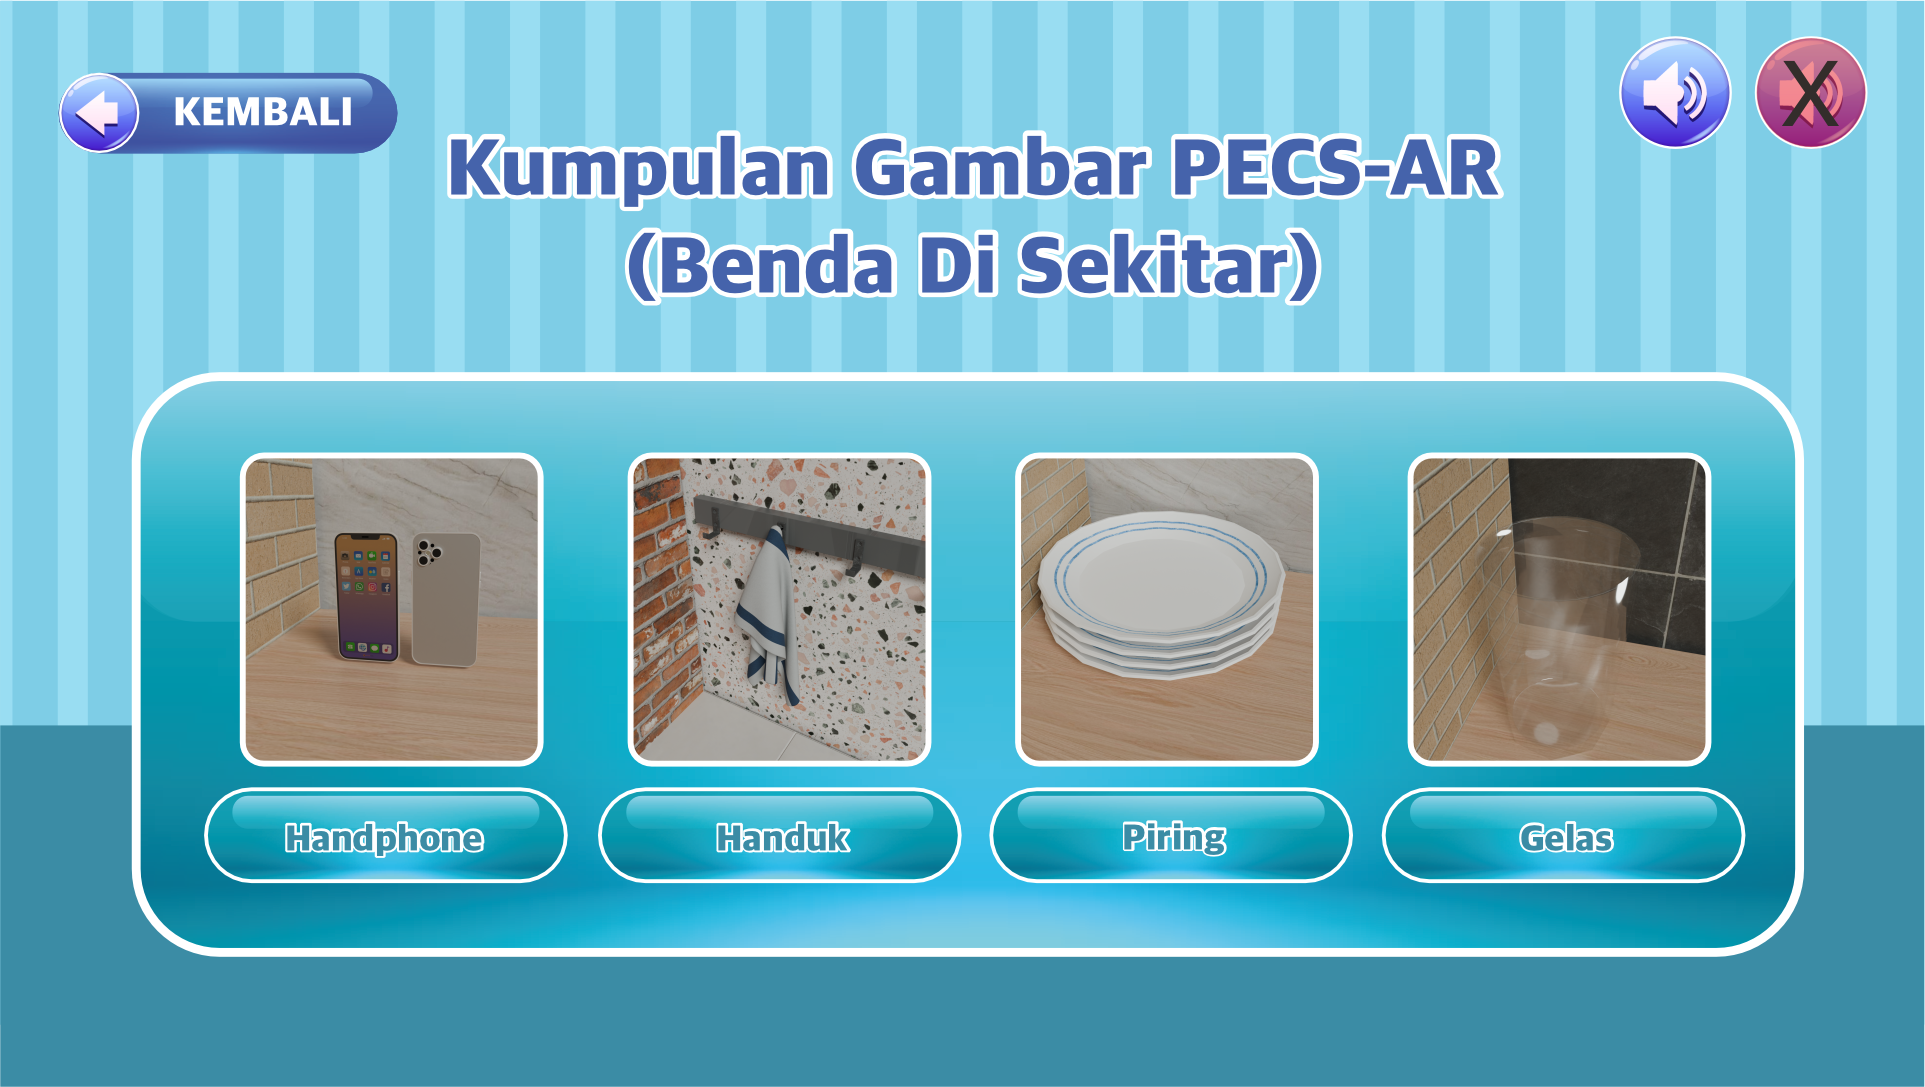 KEMBALI
X
Kumpulan Gambar PECS-AR
(Benda Di Sekitar)
Handphone
Handuk
Piring
Gelas